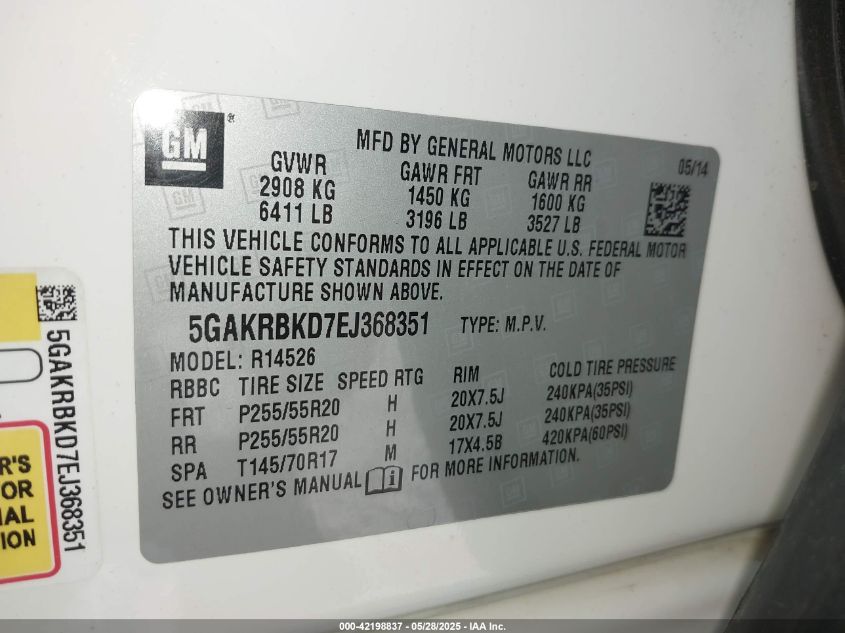 GM ®
MFD BY GENERAL MOTORS LLC
05/14
GVWR GAWR FRT GAWR RR
2908 KG 1450 KG 1600 KG
6411 LB 3196 LB 3527 LB
THIS VEHICLE CONFORMS TO ALL APPLICABLE U.S. FEDERAL MOTOR
VEHICLE SAFETY STANDARDS IN EFFECT ON THE DATE OF
MANUFACTURE SHOWN ABOVE.
5GAKRBKD7EJ368351 TYPE: M.P.V.
MODEL: R14526
RBBC TIRE SIZE SPEED RTG RIM COLD TIRE PRESSURE
FRT P255/55R20 H 20X7.5J 240KPA(35PSI)
RR P255/55R20 H 20X7.5J 240KPA(35PSI)
SPA T145/70R17 M 17X4.5B 420KPA(60PSI)
SEE OWNER'S MANUAL FOR MORE INFORMATION.
5GAKRBKD7EJ368351
R'S
OR
AL
ION
000-42198837 - 05/28/2025 - IAA Inc.